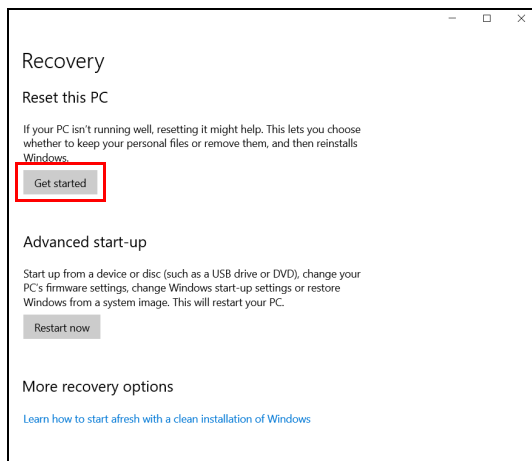 Recovery
Reset this PC
If your PC isn't running well, resetting it might help. This lets you choose
whether to keep your personal files or remove them, and then reinstalls
Windows.
Get started
Advanced start-up
Start up from a device or disc (such as a USB drive or DVD), change your
PC's firmware settings, change Windows start-up settings or restore
Windows from a system image. This will restart your PC.
Restart now
More recovery options
Learn how to start afresh with a clean installation of Windows